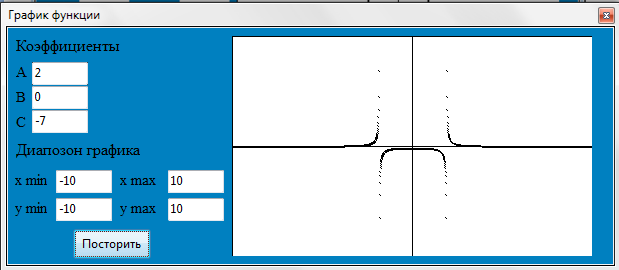 График функции
Коэффициенты
A 2
B 0
C -7
Диапозон графика
x min -10 x max 10
y min -10 y max 10
Посторить